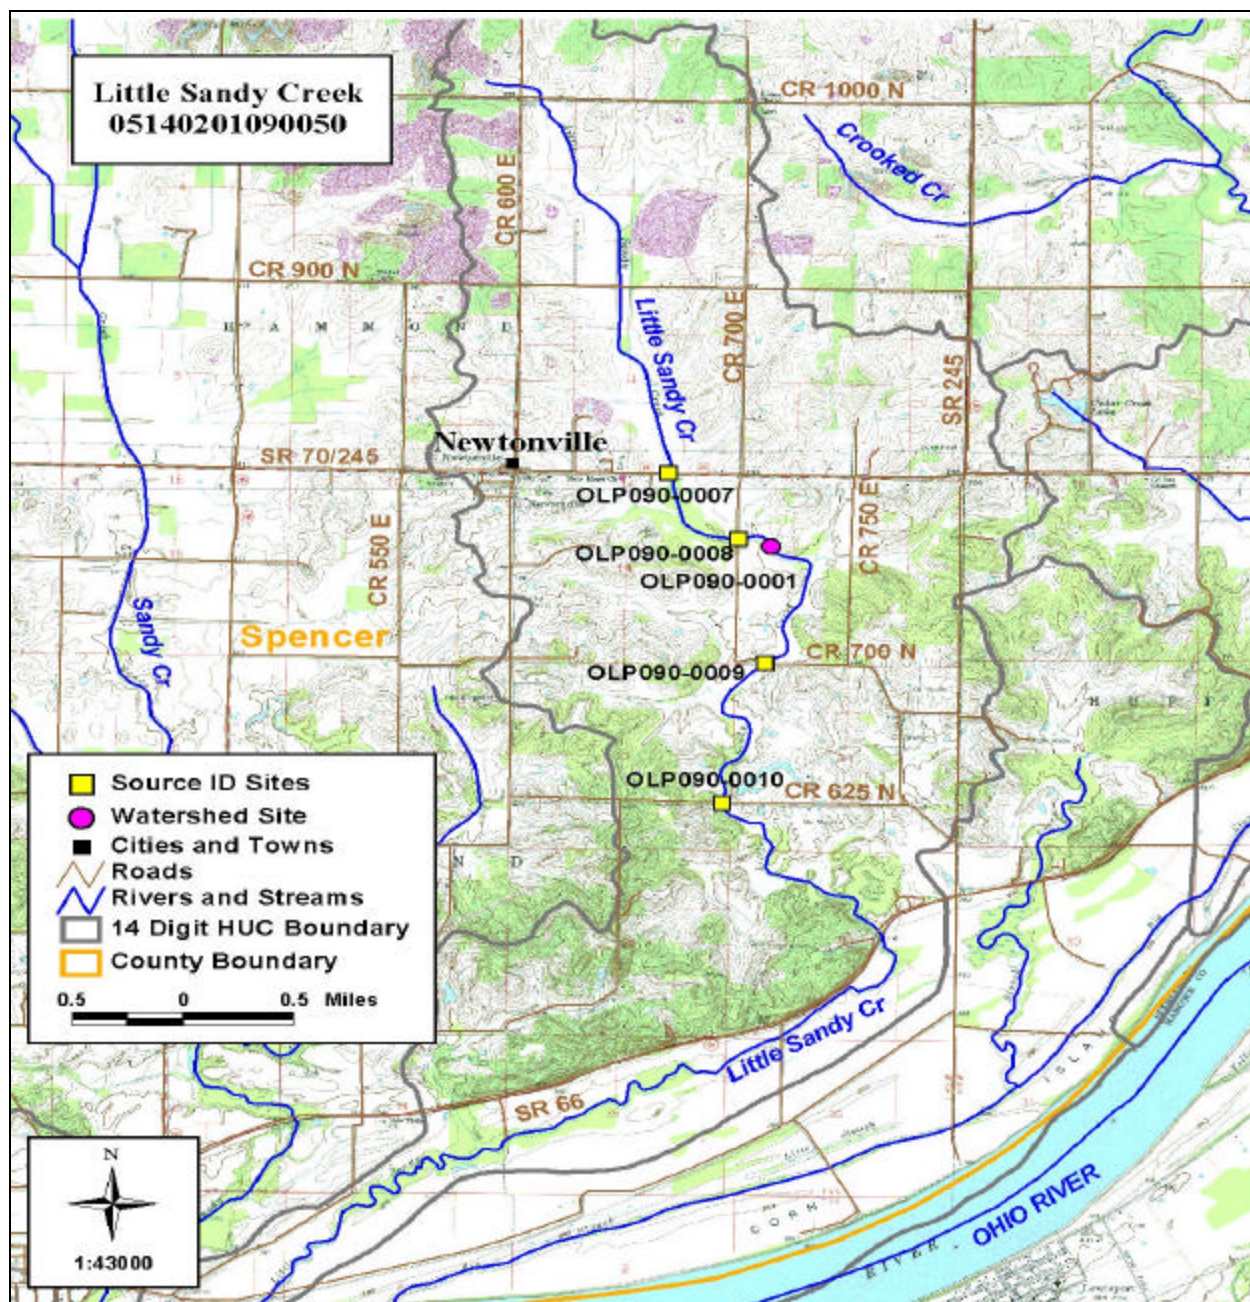 Little Sandy Creek
05140201090050
CR 1000 N
Crooked Cr
CR 600 E
CR 900 N
H A M M O N D
Little Sandy Cr
CR 700 E
SR 245
Newtonville
SR 70/245
OLP090-0007
CR 550 E
OLP090-0008
CR 750 E
OLP090-0001
Sandy Cr
Spencer
CR 700 N
OLP090-0009
OLP090-0010
CR 625 N
Source ID Sites
Watershed Site
Cities and Towns
Roads
Rivers and Streams
14 Digit HUC Boundary
County Boundary
0.5 0 0.5 Miles
N D
Little Sandy Cr
SR 66
N
1:43000
OHIO RIVER
RIVER